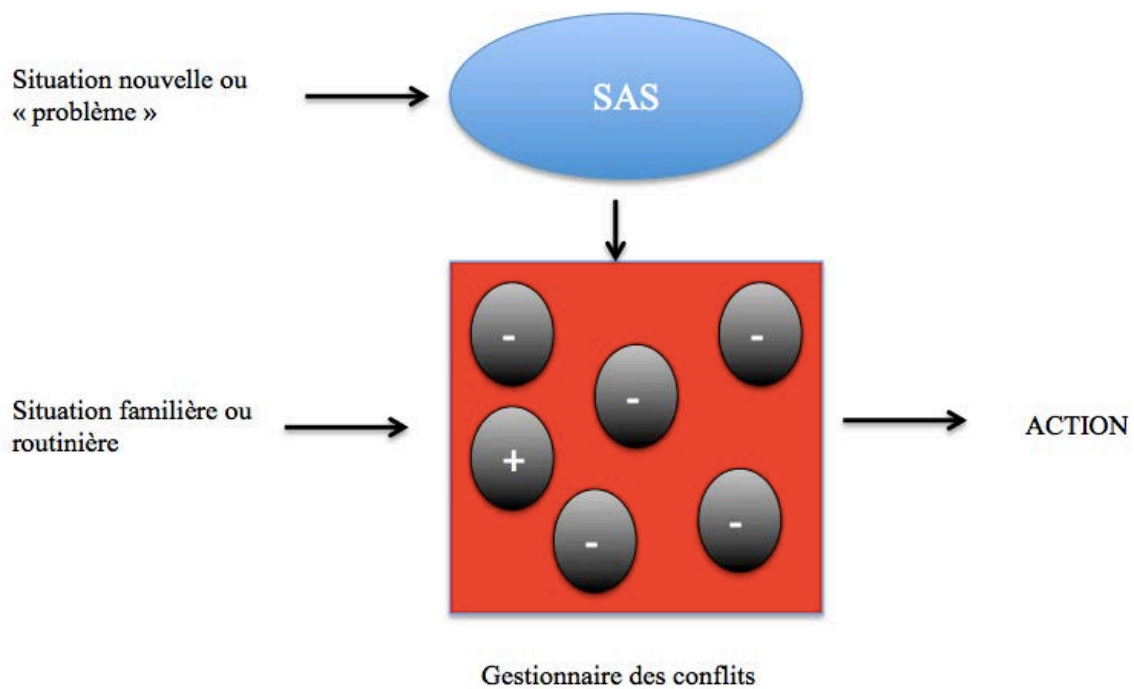 Situation nouvelle ou
« problème »
SAS
-
-
-
Situation familière ou
routinière
+
-
-
ACTION
Gestionnaire des conflits